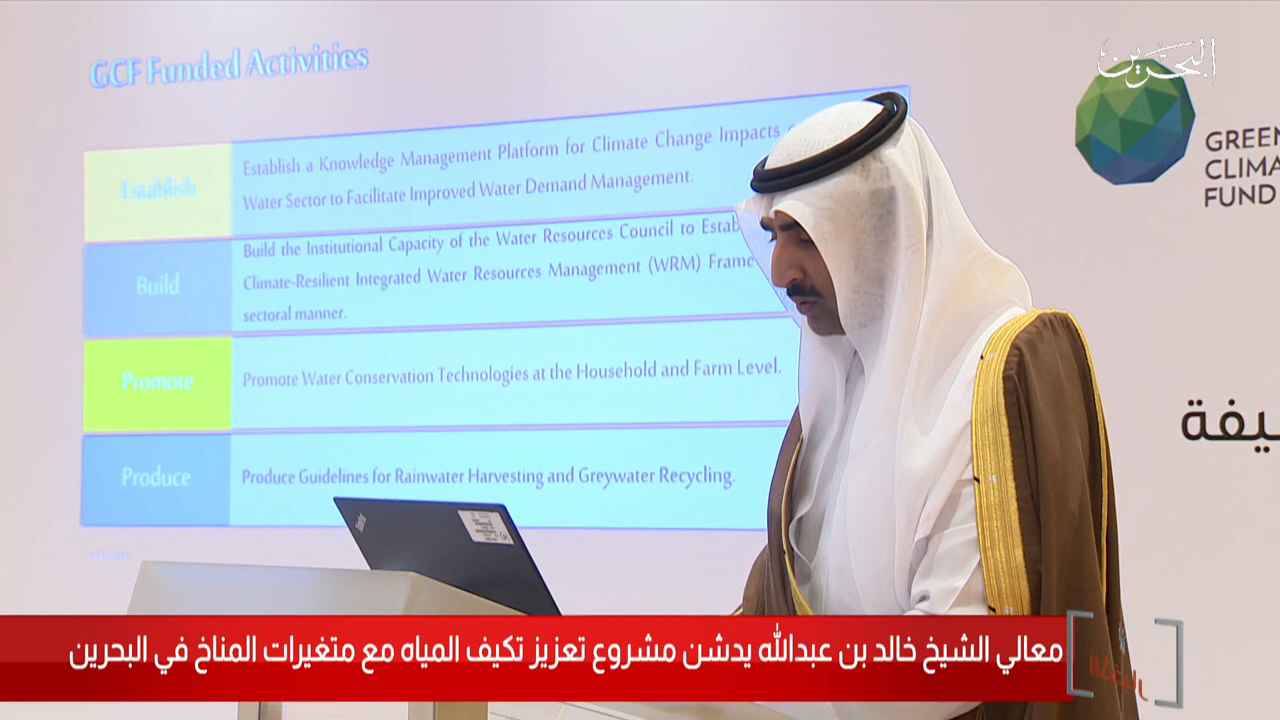 البحرين
GCF Funded Activities
GREEN
CLIMA
FUND
Establish
Establish a Knowledge Management Platform for Climate Change Impacts
Water Sector to Facilitate Improved Water Demand Management.
Build
Build the Institutional Capacity of the Water Resources Council to Estab
Climate-Resilient Integrated Water Resources Management (WRM) Frame
sectoral manner.
Promote
Promote Water Conservation Technologies at the Household and Farm Level.
Produce
Produce Guidelines for Rainwater Harvesting and Greywater Recycling.
يفة
معالي الشيخ خالد بن عبدالله يدشن مشروع تعزيز تكيف المياه مع متغيرات المناخ في البحرين